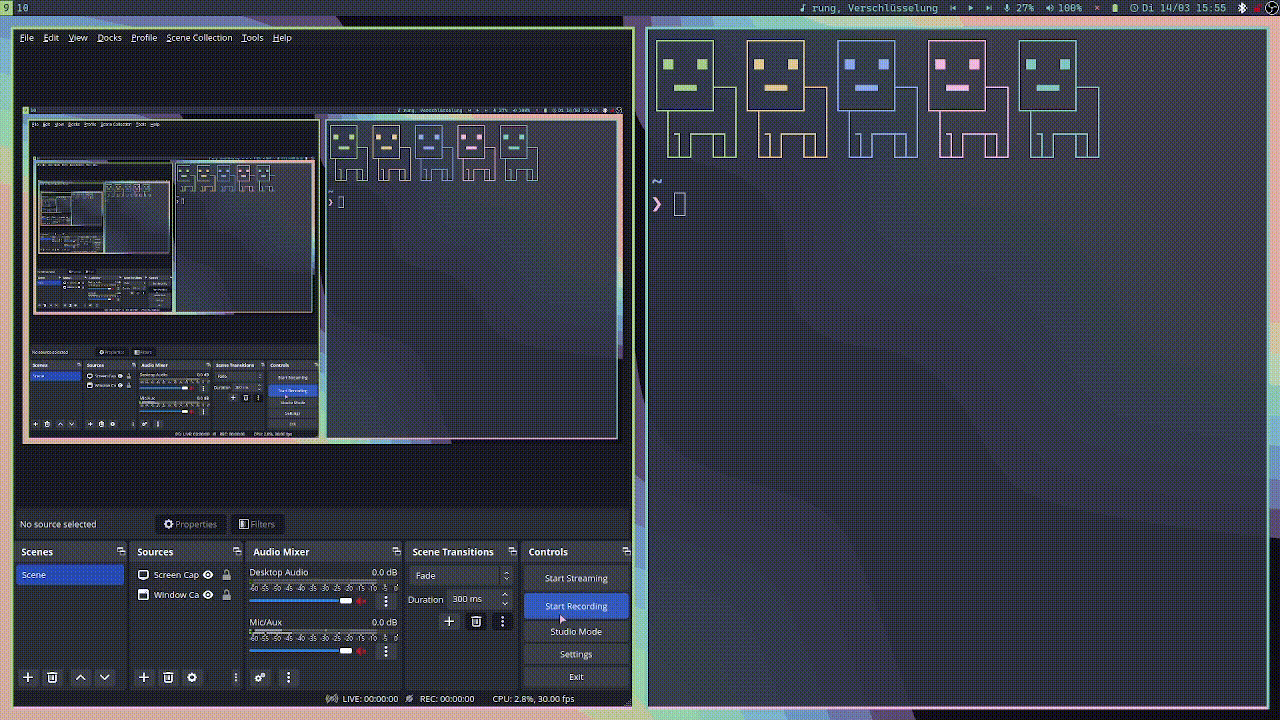 9 10 rung, Verschlüsselung 27% 100% Di 14/03 15:55
File Edit View Docks Profile Scene Collection Tools Help
~
❯
No source selected Properties Filters
Scenes Sources Audio Mixer Scene Transitions Controls
Scene
Screen Cap
Window Ca
Desktop Audio 0.0 dB
-60 -55 -50 -45 -40 -35 -30 -25 -20 -15 -10 -5 0
Mic/Aux 0.0 dB
-60 -55 -50 -45 -40 -35 -30 -25 -20 -15 -10 -5 0
Fade
Duration 300 ms
Start Streaming
Start Recording
Studio Mode
Settings
Exit
LIVE: 00:00:00 REC: 00:00:00 CPU: 2.8%, 30.00 fps